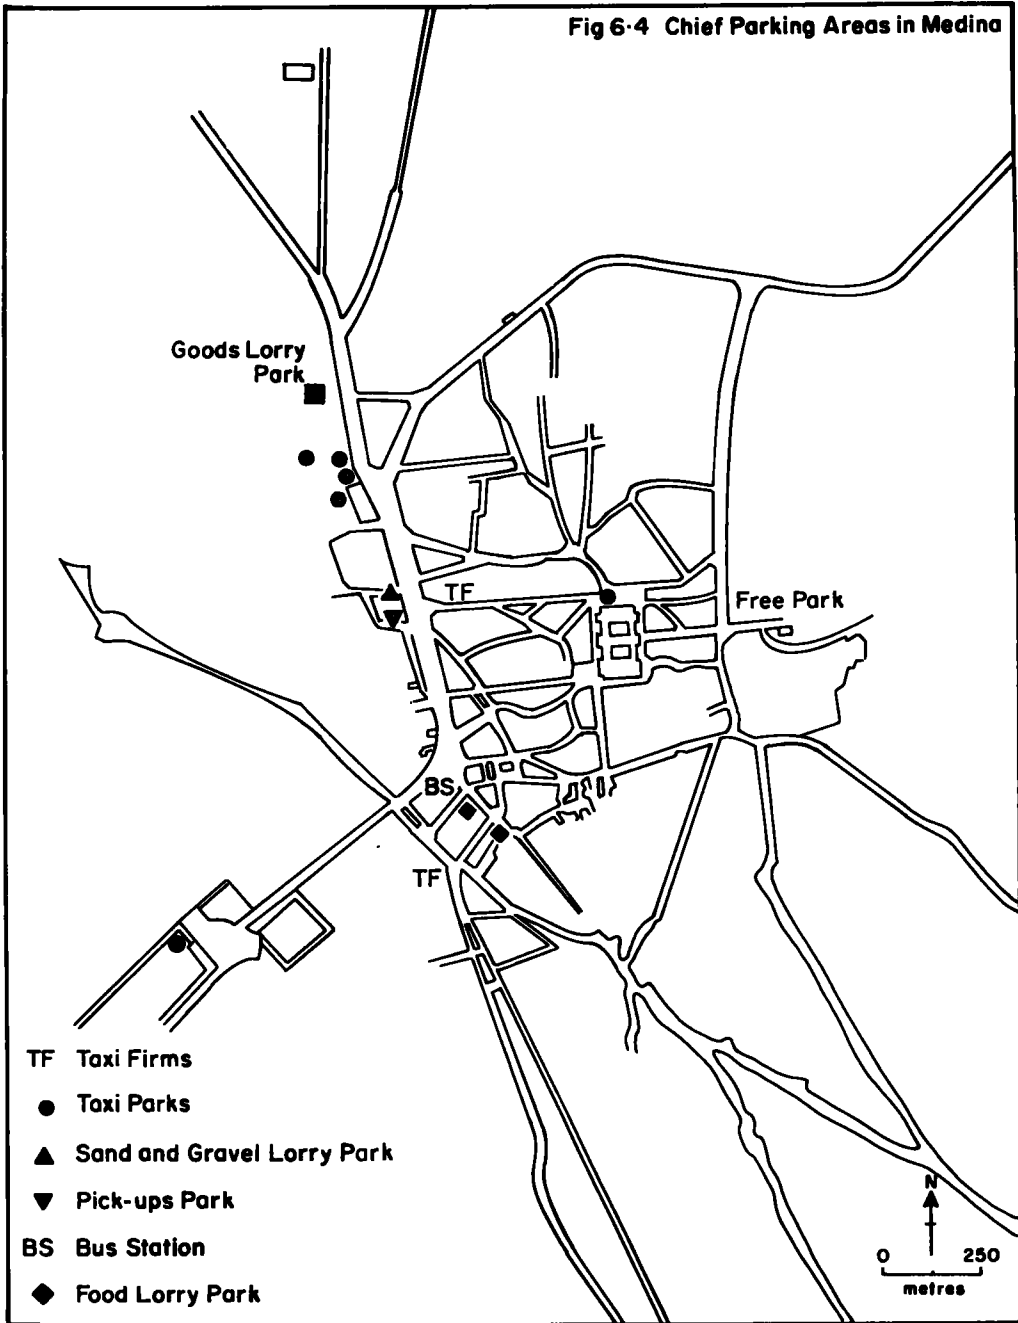 Fig 6·4 Chief Parking Areas in Medina
Goods Lorry
Park
TF
Free Park
BS
TF
TF Taxi Firms
Taxi Parks
Sand and Gravel Lorry Park
Pick-ups Park
BS Bus Station
Food Lorry Park
N
0 250
metres